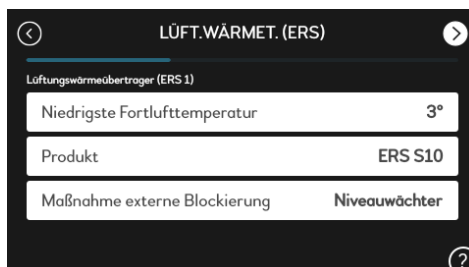 LÜFT.WÄRMET. (ERS)
Lüftungswärmeübertrager (ERS 1)
Niedrigste Fortlufttemperatur 3°
Produkt ERS S10
Maßnahme externe Blockierung Niveauwächter
?